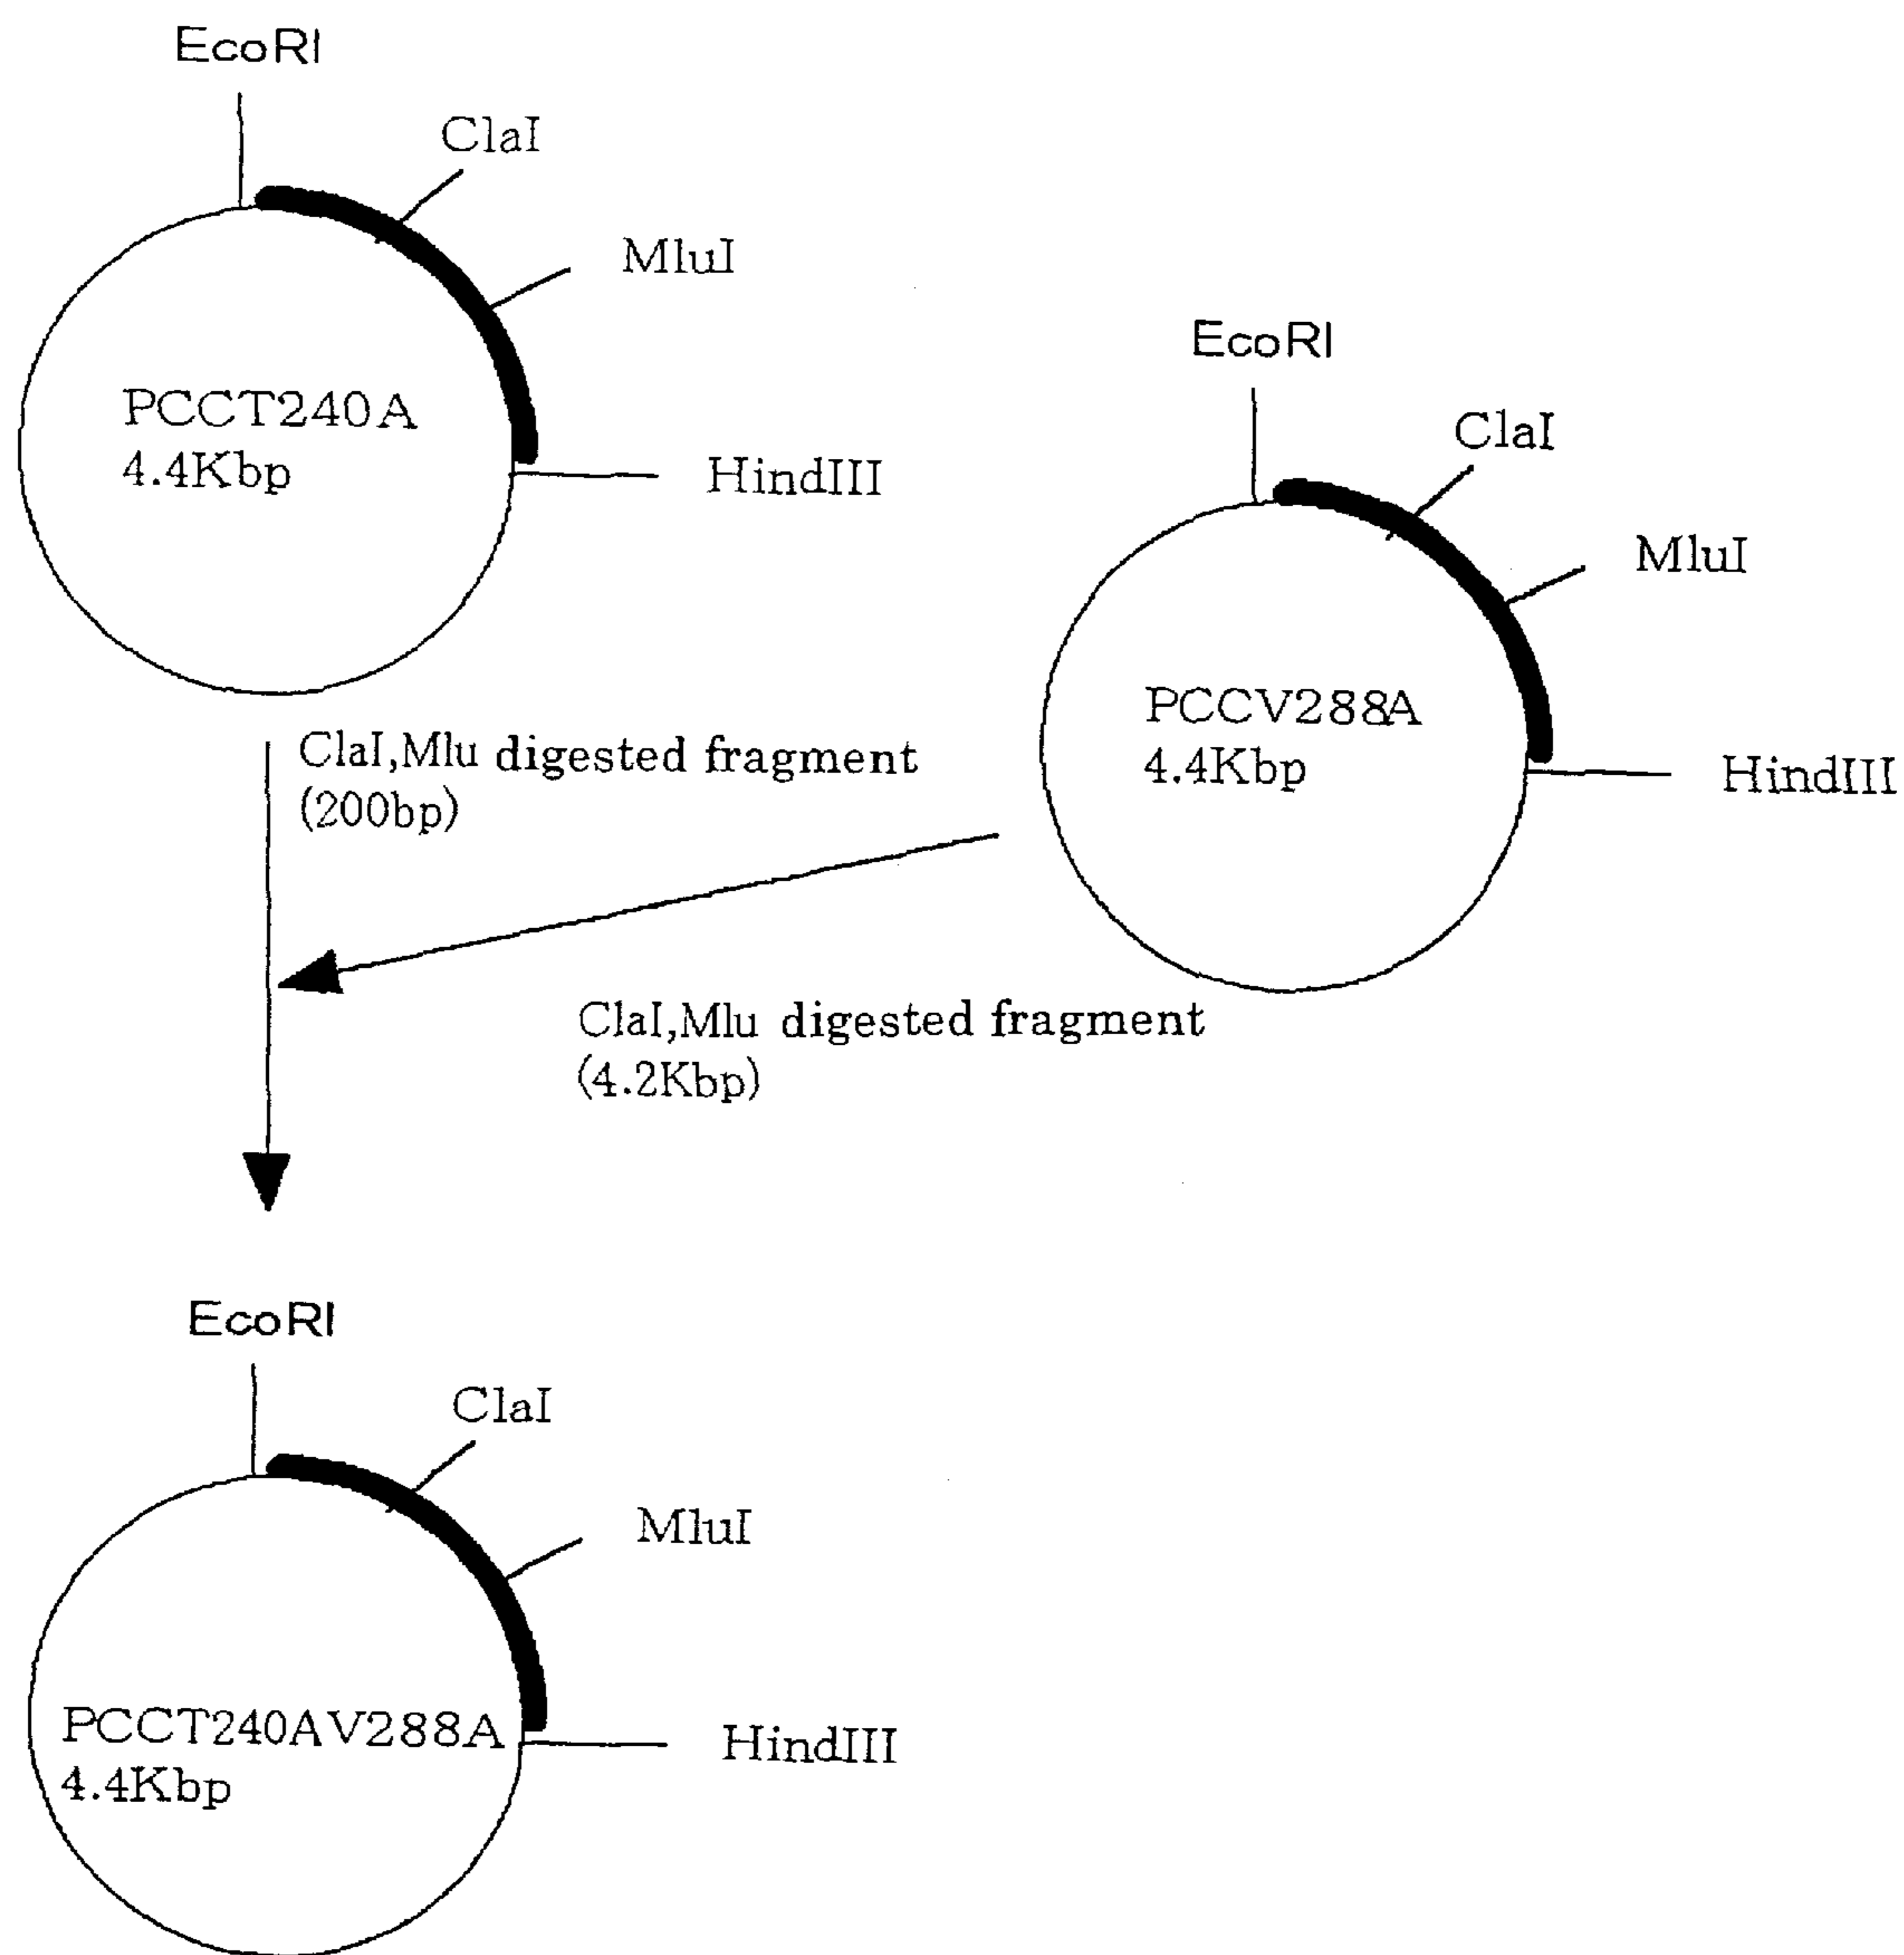 EcoRI
ClaI
MluI
PCCT240A
4.4Kbp
HindIII
EcoRI
ClaI
MluI
PCCV288A
4.4Kbp
HindIII
ClaI,Mlu digested fragment
(200bp)
ClaI,Mlu digested fragment
(4.2Kbp)
EcoRI
ClaI
MluI
PCCT240AV288A
4.4Kbp
HindIII